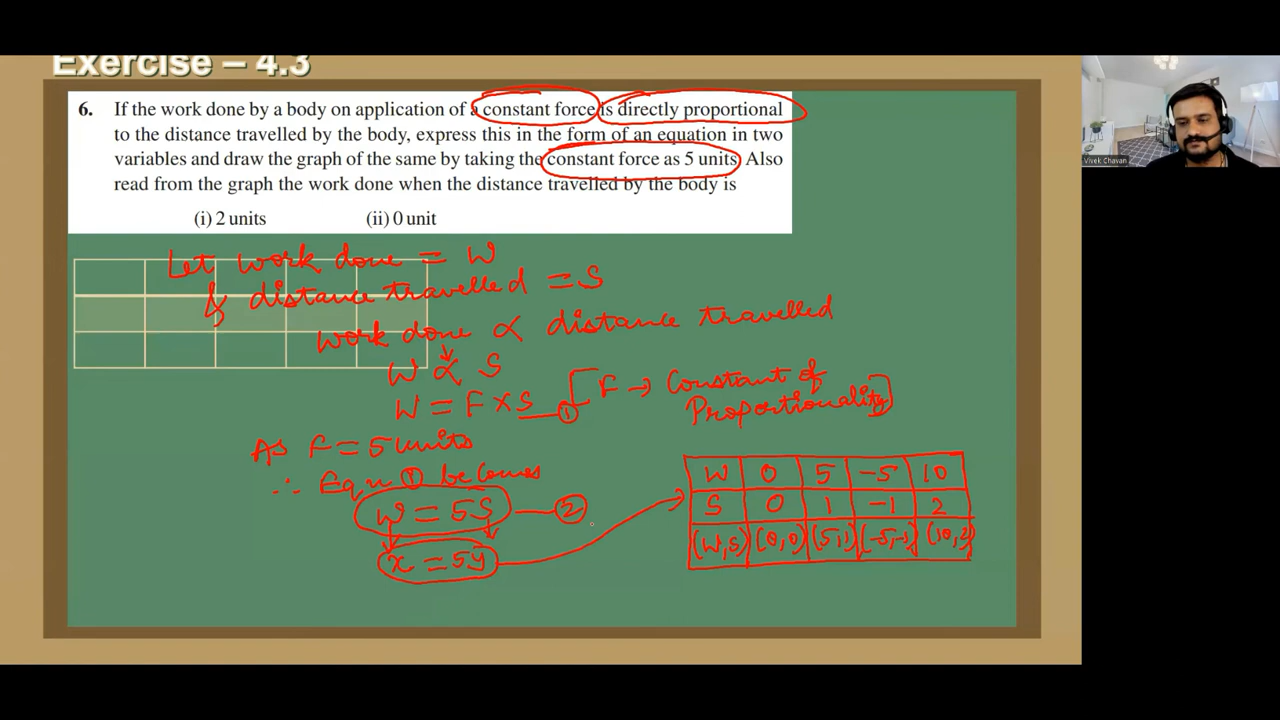 Exercise – 4.3
6. If the work done by a body on application of a constant force is directly proportional
to the distance travelled by the body, express this in the form of an equation in two
variables and draw the graph of the same by taking the constant force as 5 units. Also
read from the graph the work done when the distance travelled by the body is
(i) 2 units (ii) 0 unit
Vivek Chavan
Let work done = W
& distance travelled = S
work done ∝ distance travelled
W ∝ S
W = F × S — ① [F → Constant of
Proportionality]
As F = 5 units
∴ Eqn ① becomes
W = 5S — ②
x = 5y
W 0 5 -5 10
S 0 1 -1 2
(W,S) (0,0) (5,1) (-5,-1) (10,2)